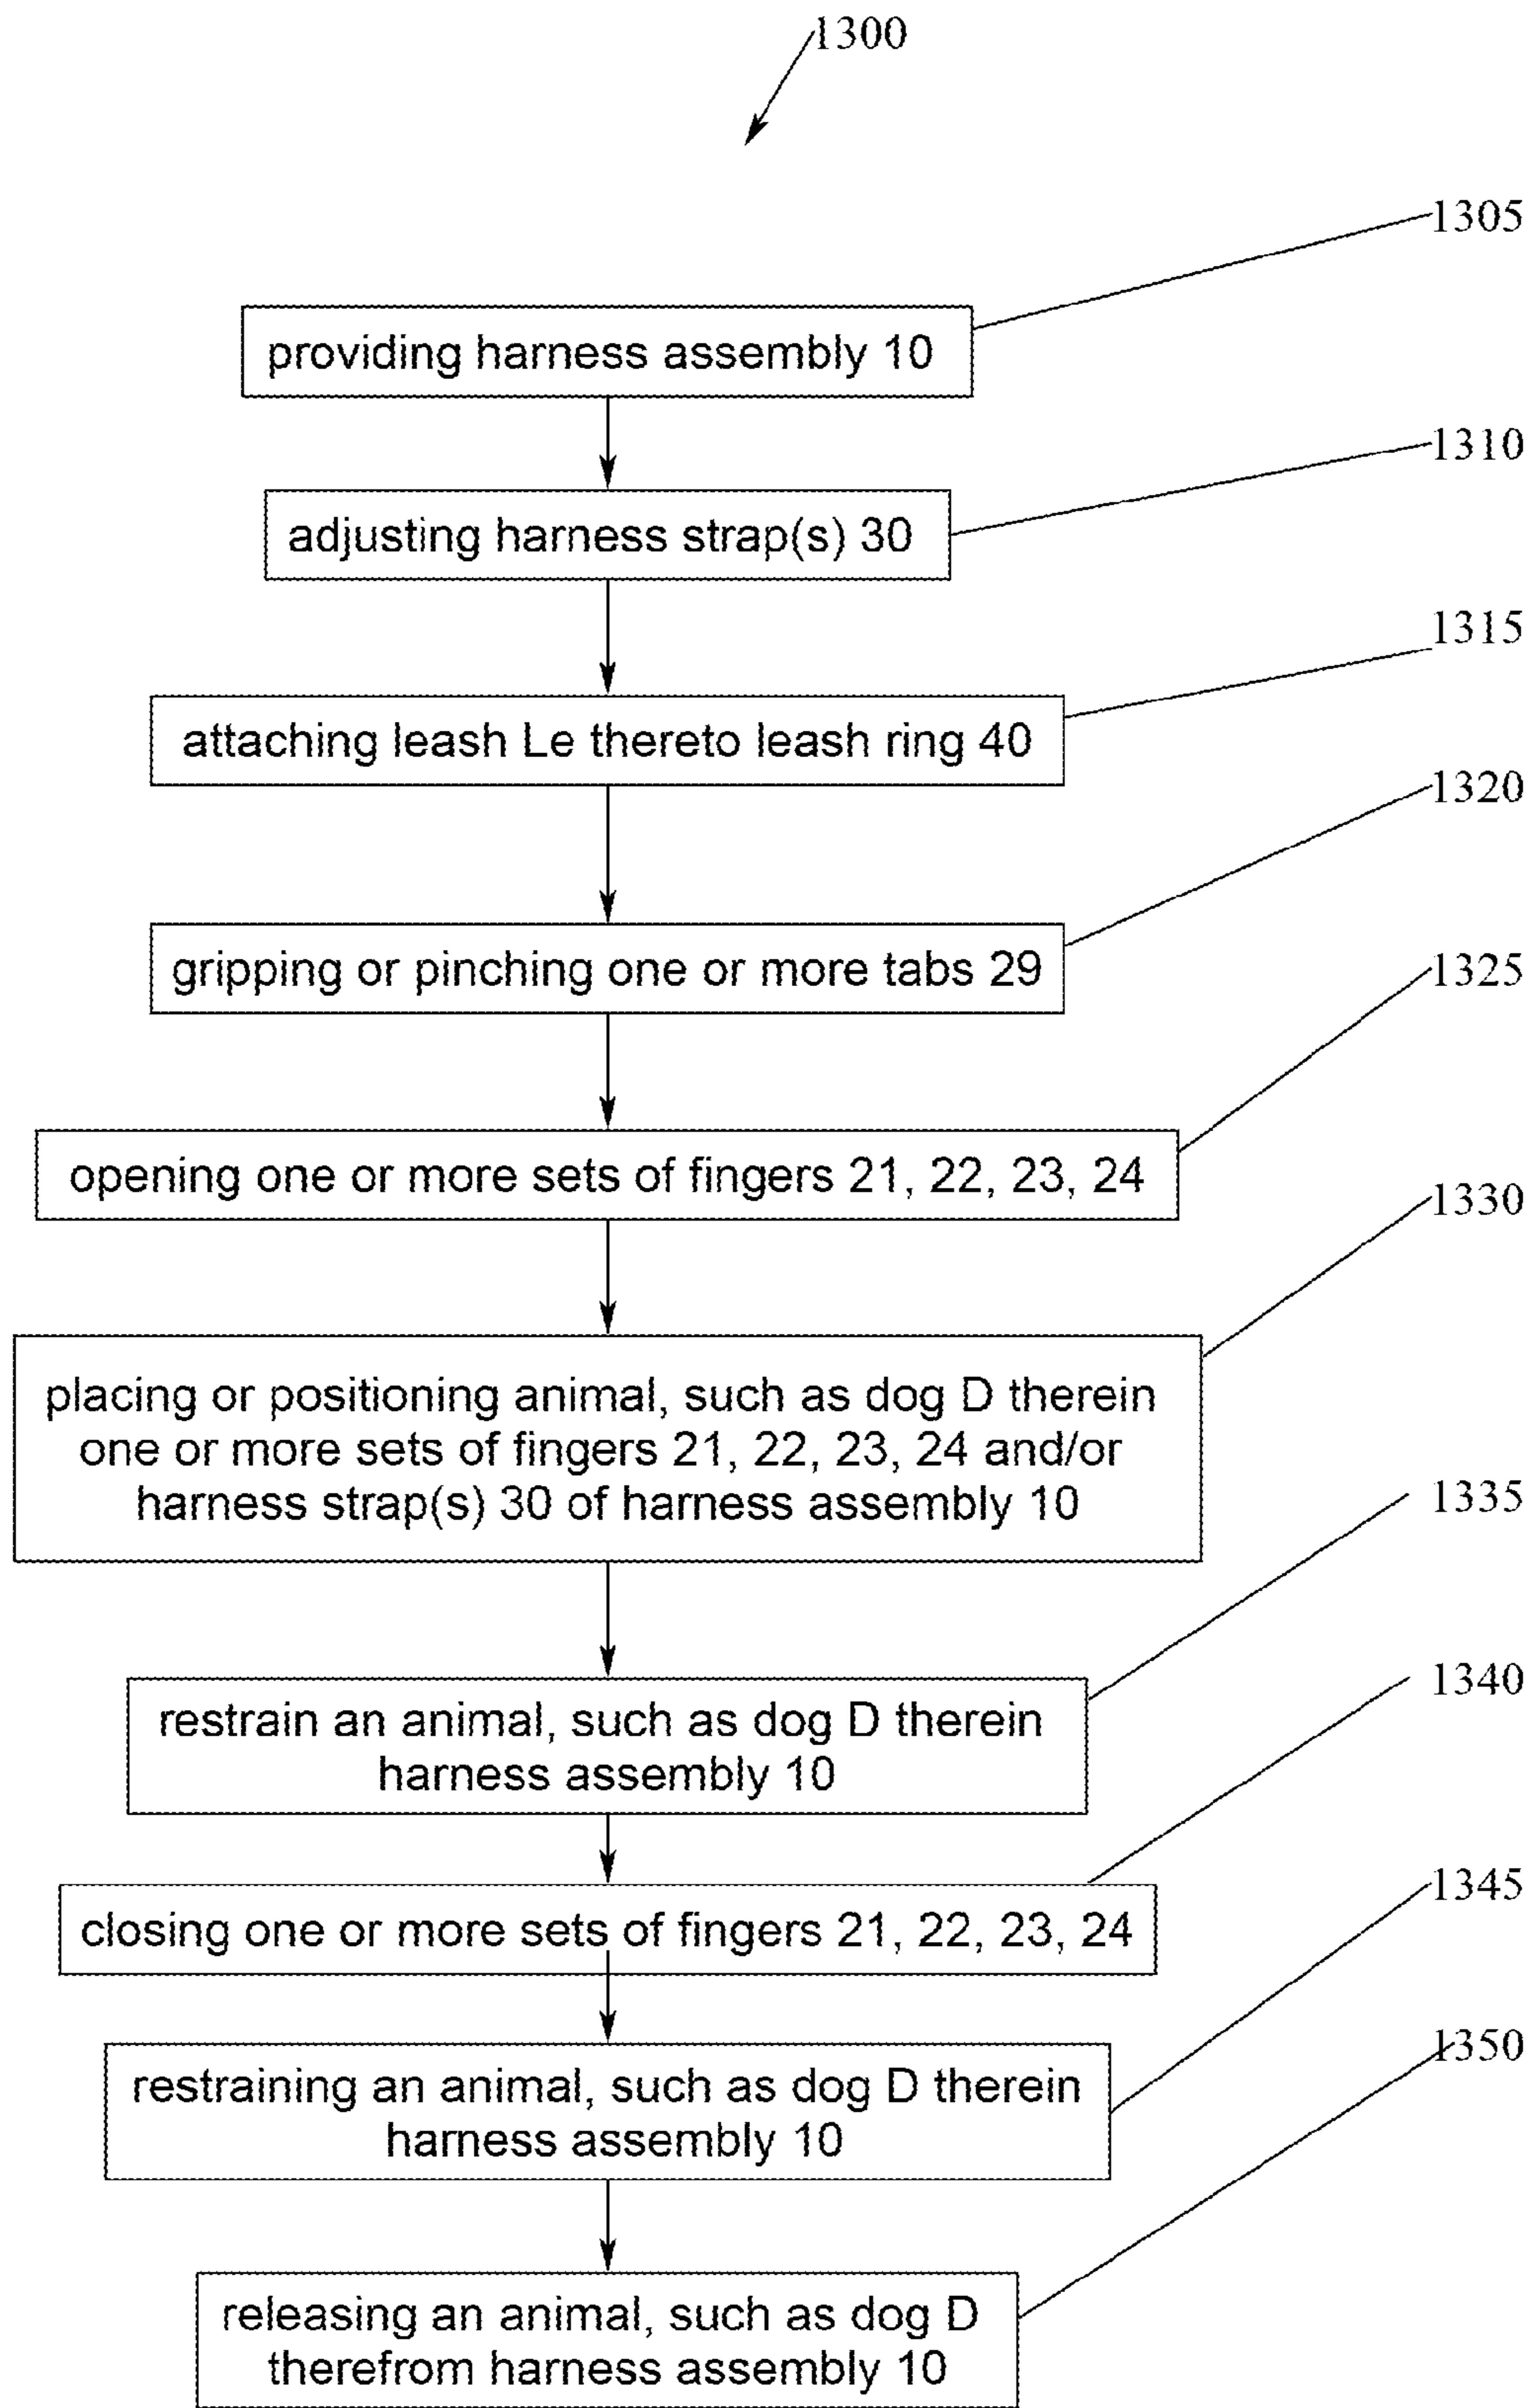 1300
1305
providing harness assembly 10
1310
adjusting harness strap(s) 30
1315
attaching leash Le thereto leash ring 40
1320
gripping or pinching one or more tabs 29
1325
opening one or more sets of fingers 21, 22, 23, 24
1330
placing or positioning animal, such as dog D therein
one or more sets of fingers 21, 22, 23, 24 and/or
harness strap(s) 30 of harness assembly 10
1335
restrain an animal, such as dog D therein
harness assembly 10
1340
closing one or more sets of fingers 21, 22, 23, 24
1345
restraining an animal, such as dog D therein
harness assembly 10
1350
releasing an animal, such as dog D
therefrom harness assembly 10